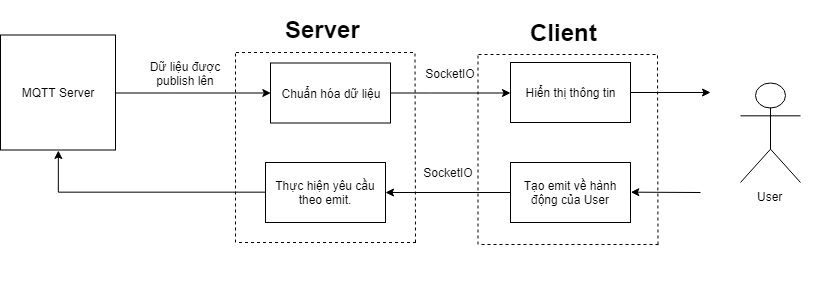 Server
Client
Dữ liệu được
publish lên
MQTT Server
Chuẩn hóa dữ liệu
SocketIO
Hiển thị thông tin
Thực hiện yêu cầu
theo emit.
SocketIO
Tạo emit về hành
động của User
User